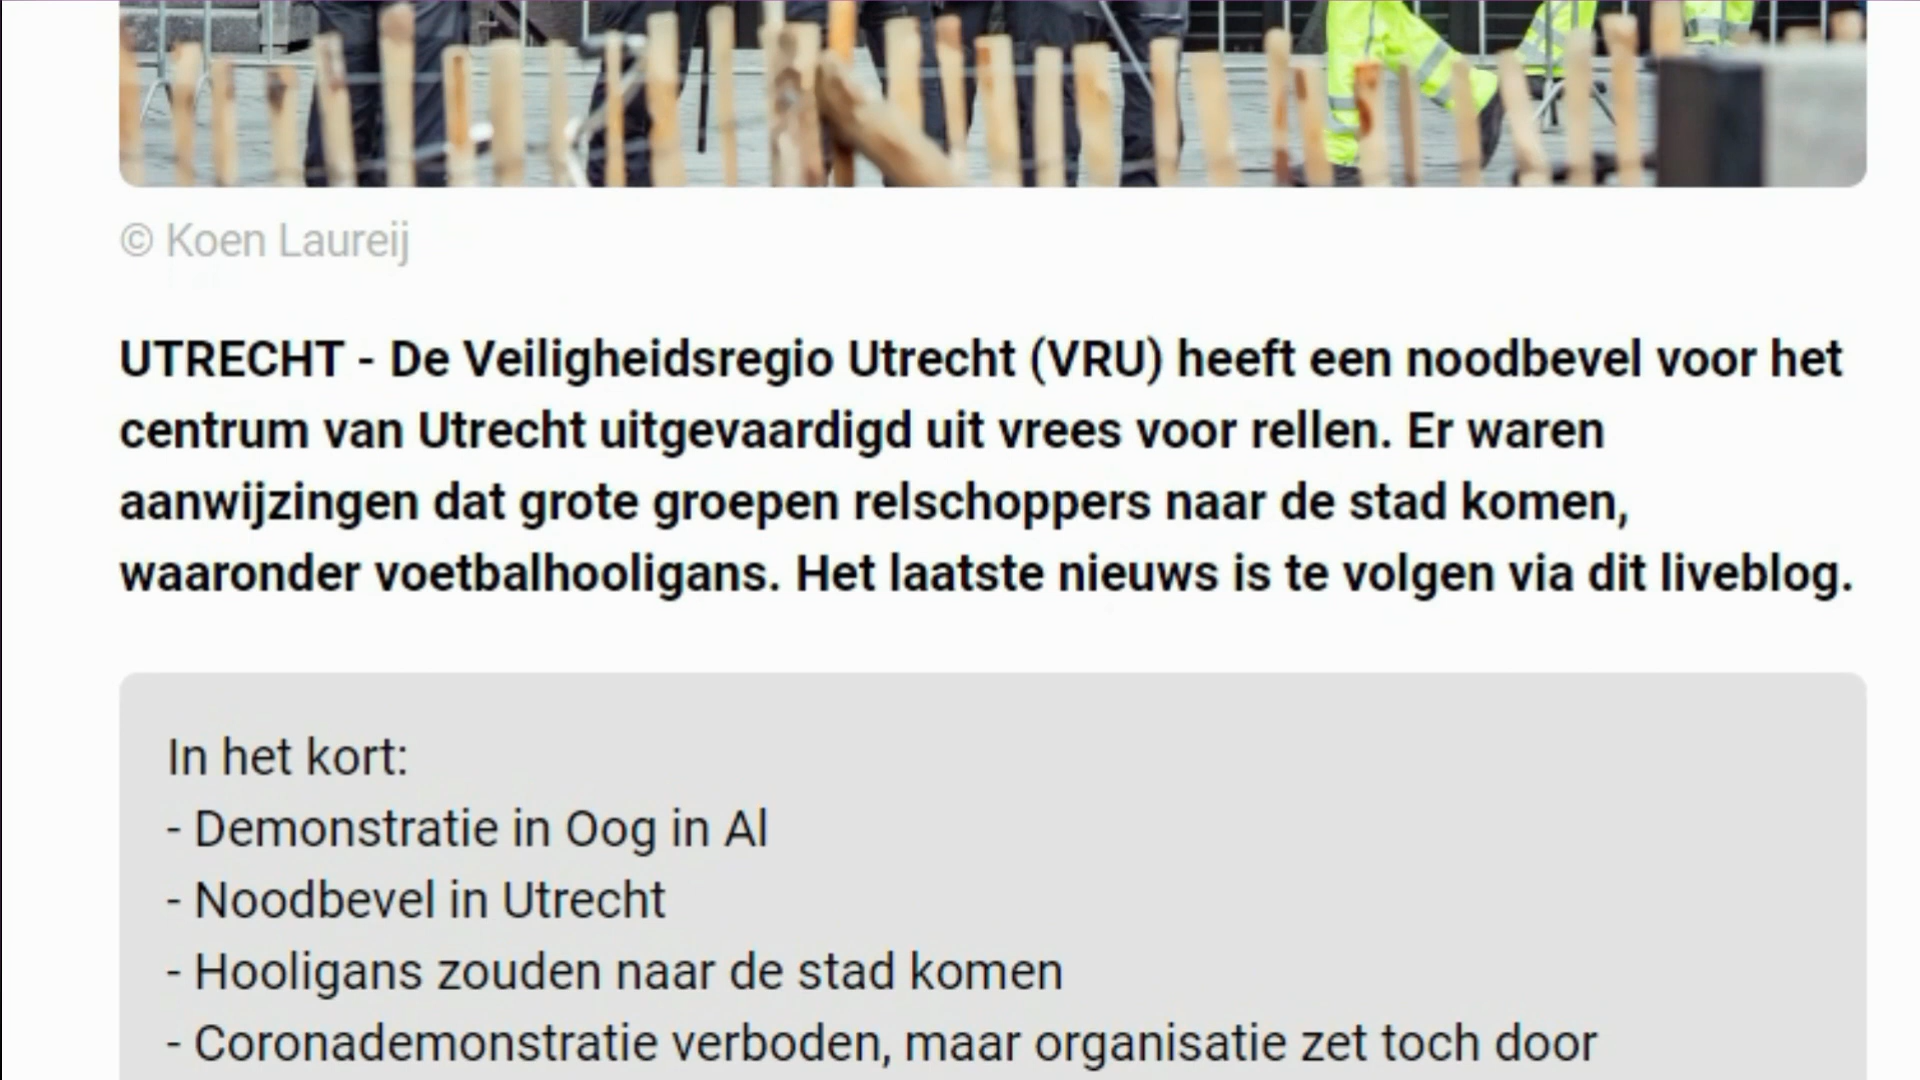 © Koen Laureij
UTRECHT - De Veiligheidsregio Utrecht (VRU) heeft een noodbevel voor het
centrum van Utrecht uitgevaardigd uit vrees voor rellen. Er waren
aanwijzingen dat grote groepen relschoppers naar de stad komen,
waaronder voetbalhooligans. Het laatste nieuws is te volgen via dit liveblog.
In het kort:
- Demonstratie in Oog in Al
- Noodbevel in Utrecht
- Hooligans zouden naar de stad komen
- Coronademonstratie verboden, maar organisatie zet toch door